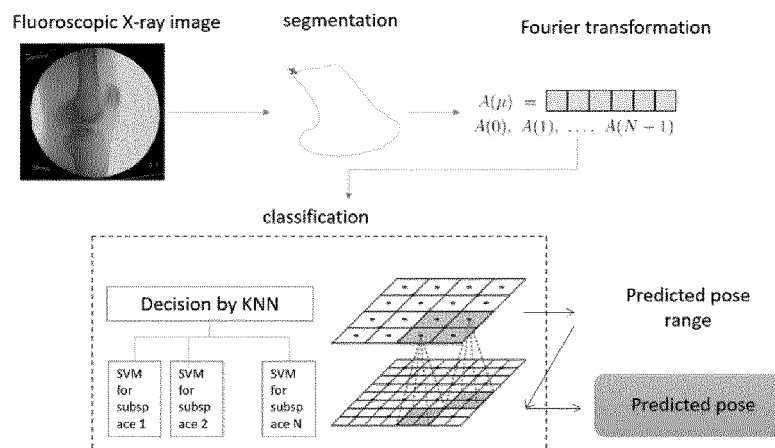 Fluoroscopic X-ray image
segmentation
Fourier transformation
A(μ) =
A(0), A(1), .... A(N − 1)
classification
Decision by KNN
SVM
for
subsp
ace 1
SVM
for
subsp
ace 2
SVM
for
subsp
ace N
Predicted pose
range
Predicted pose